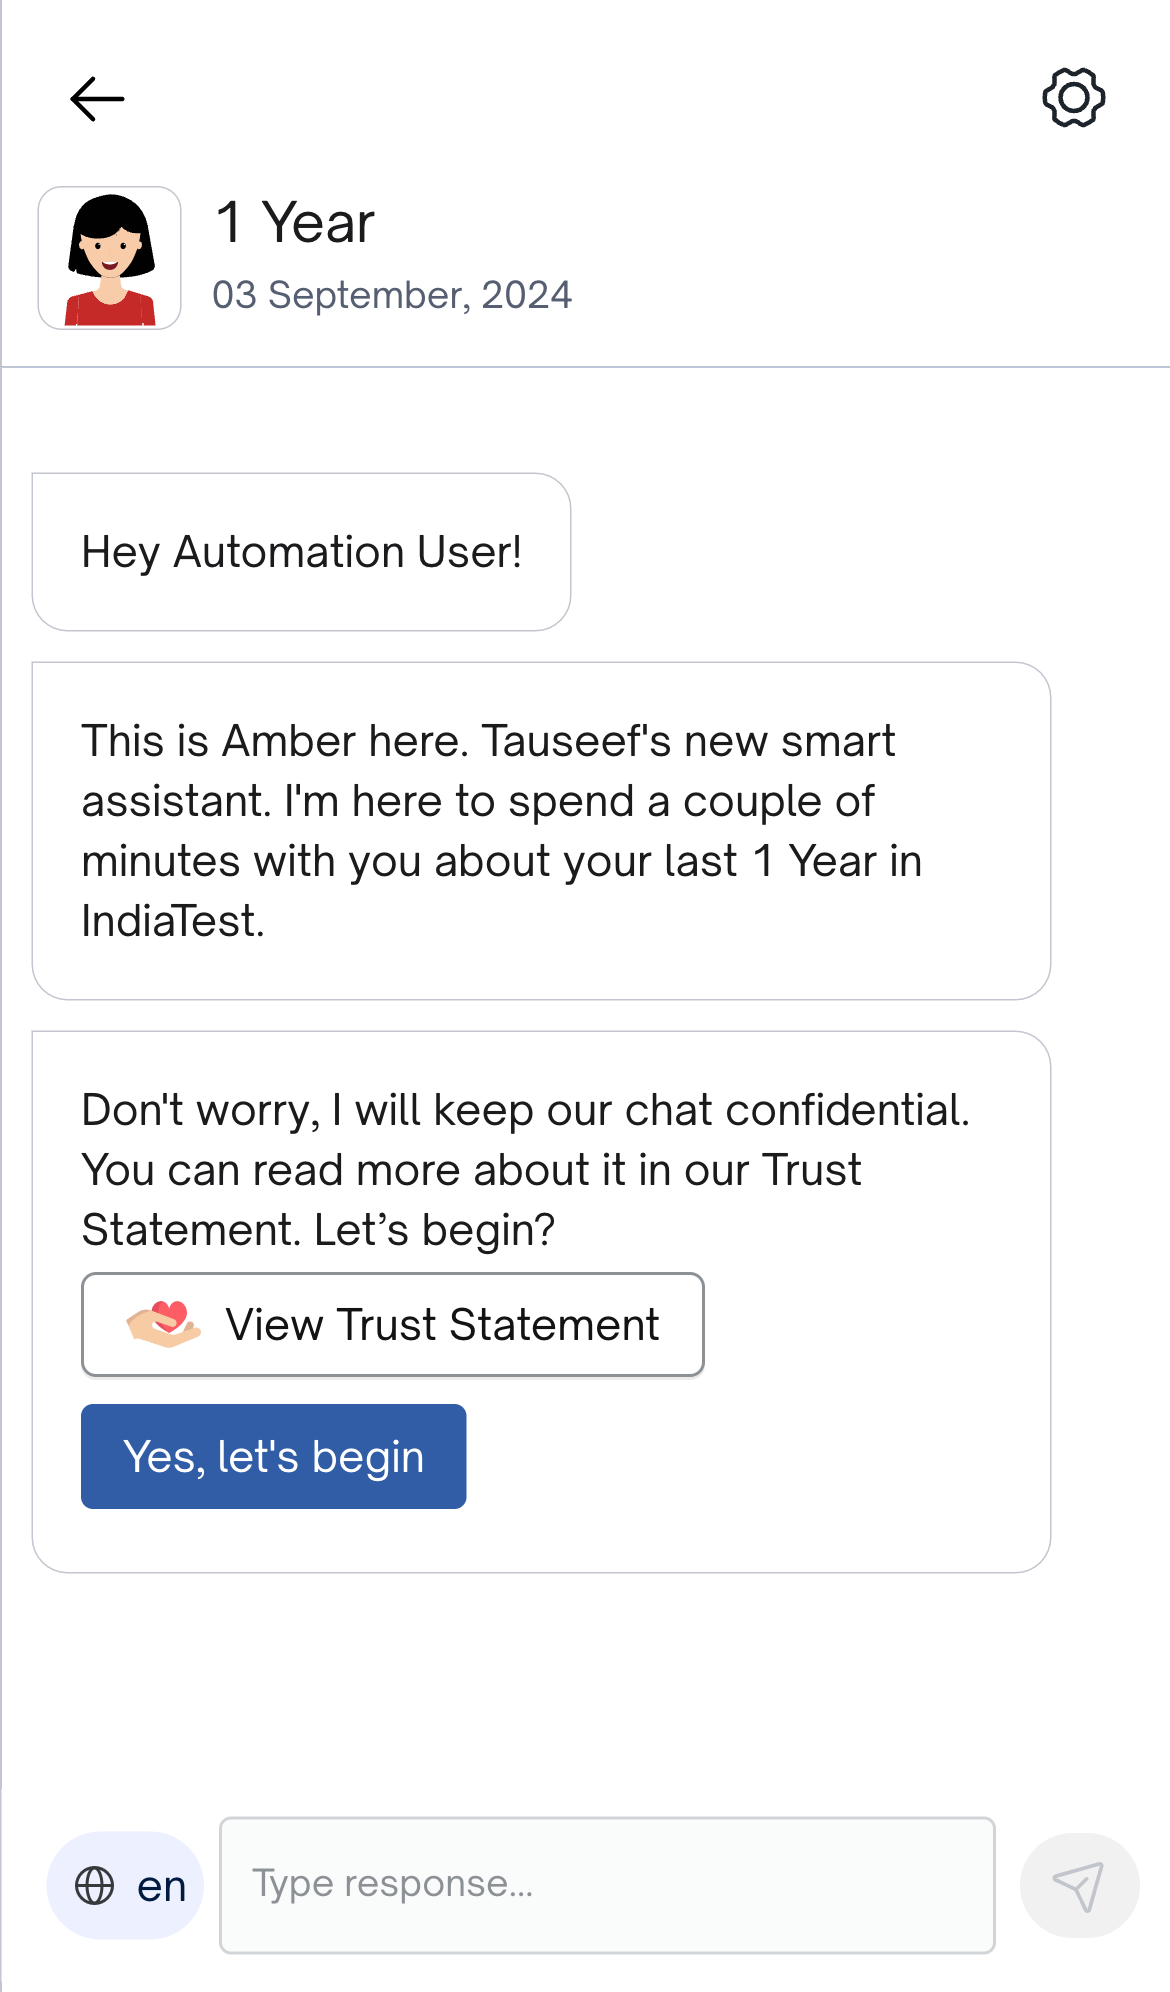 1 Year
03 September, 2024
Hey Automation User!
This is Amber here. Tauseef's new smart
assistant. I'm here to spend a couple of
minutes with you about your last 1 Year in
IndiaTest.
Don't worry, I will keep our chat confidential.
You can read more about it in our Trust
Statement. Let’s begin?
View Trust Statement
Yes, let's begin
en
Type response...